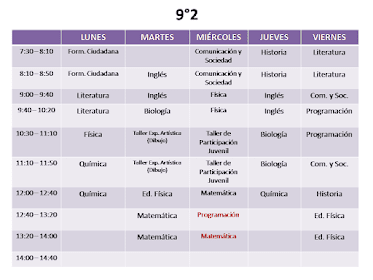 9°2
LUNES MARTES MIÉRCOLES JUEVES VIERNES
7:30 – 8:10 Form. Ciudadana Comunicación y Sociedad Historia Literatura
8:10 – 8:50 Form. Ciudadana Inglés Comunicación y Sociedad Historia Literatura
9:00 – 9:40 Literatura Inglés Física Inglés Com. y Soc.
9:40 – 10:20 Literatura Biología Física Inglés Programación
10:30 – 11:10 Física Taller Exp. Artístico (Dibujo) Taller de Participación Juvenil Biología Programación
11:10 – 11:50 Química Taller Exp. Artístico (Dibujo) Taller de Participación Juvenil Biología Com. y Soc.
12:00 – 12:40 Química Ed. Física Matemática Química Historia
12:40 – 13:20 Matemática Programación Ed. Física
13:20 – 14:00 Matemática Matemática Ed. Física
14:00 – 14:40